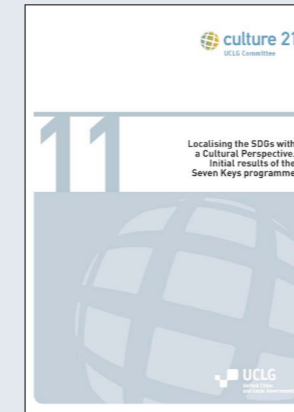 culture 21
UCLG Committee
11
Localising the SDGs with
a Cultural Perspective.
Initial results of the
Seven Keys programme
UCLG
United Cities
and Local Governments